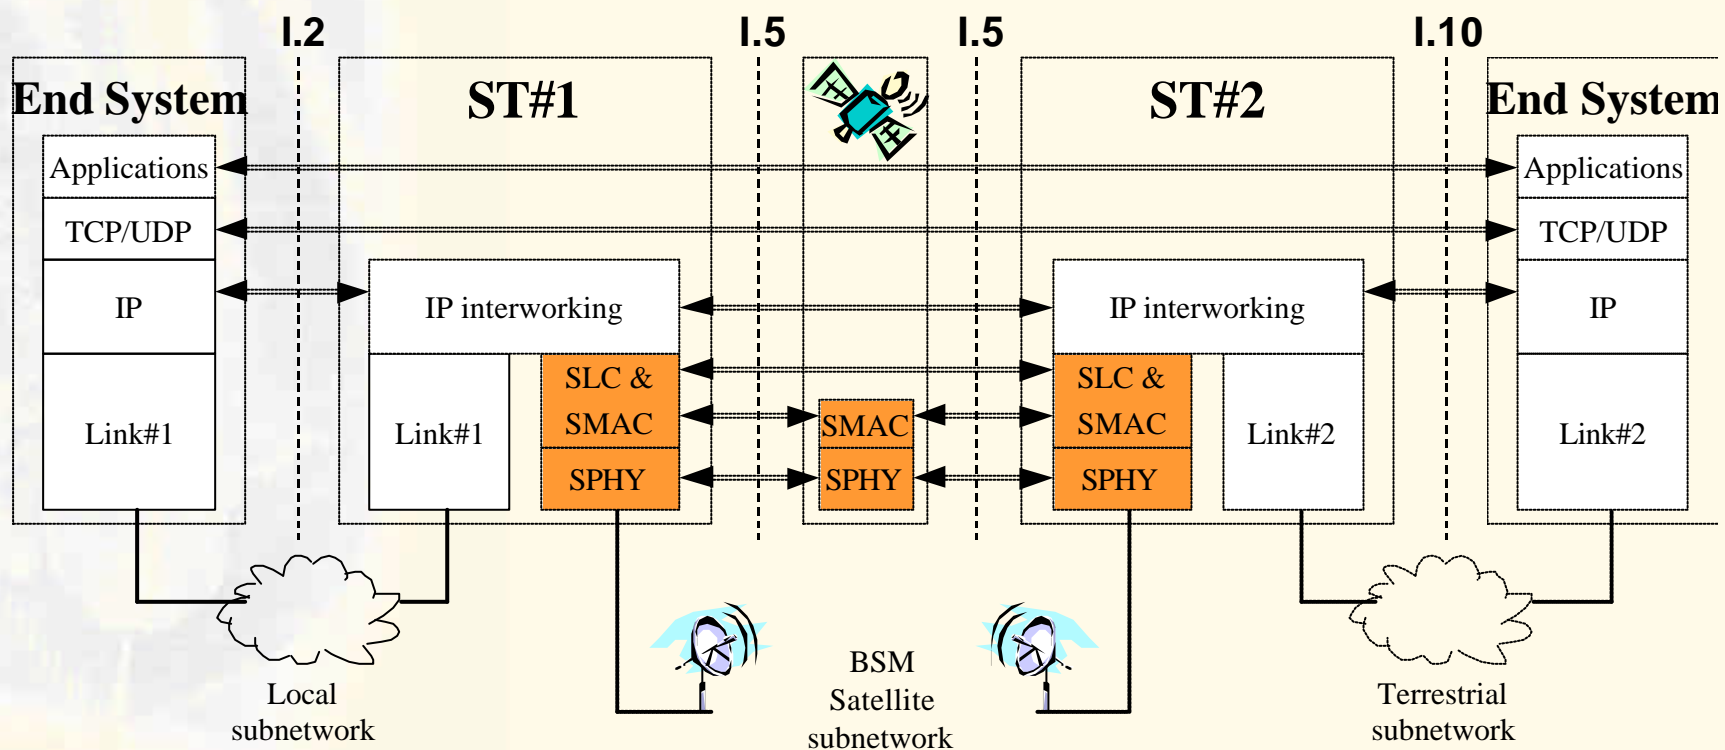 I.2
I.5
I.5
I.10
End System
ST#1
ST#2
End System
Applications
Applications
TCP/UDP
TCP/UDP
IP
IP interworking
IP interworking
IP
SLC &
SMAC
SLC &
SMAC
Link#1
Link#1
SMAC
Link#2
Link#2
SPHY
SPHY
SPHY
Local
subnetwork
BSM
Satellite
subnetwork
Terrestrial
subnetwork